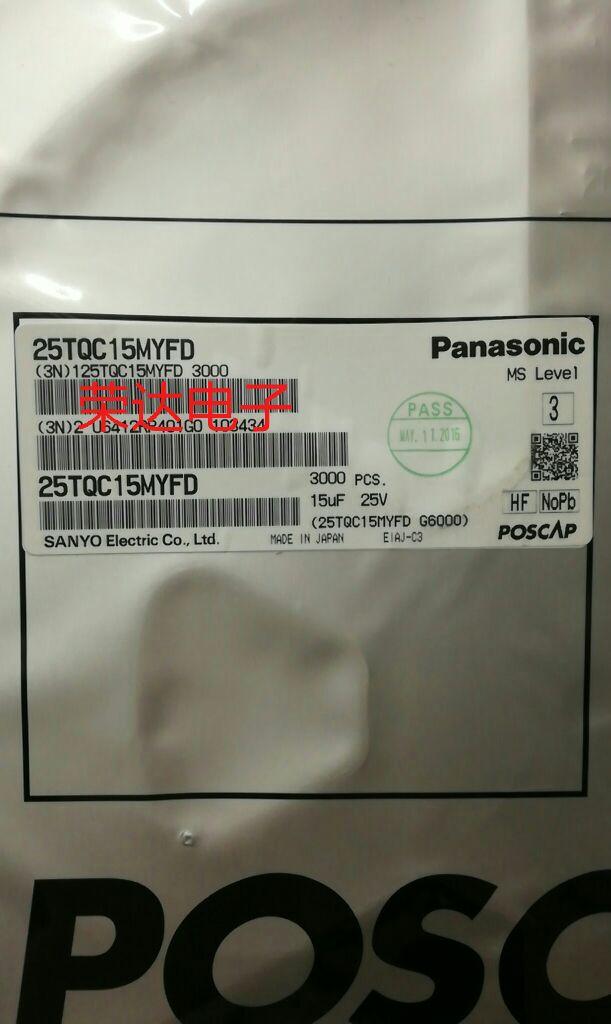 25TQC15MYFD
Panasonic
(3N)125TQC15MYFD 3000
MS Level
荣达电子
3
PASS
MAY.11.2016
25TQC15MYFD
3000 PCS.
15uF 25V
HF NoPb
(25TQC15MYFD G6000)
POSCAP
SANYO Electric Co., Ltd.
MADE IN JAPAN
EIAJ-C3
POSC